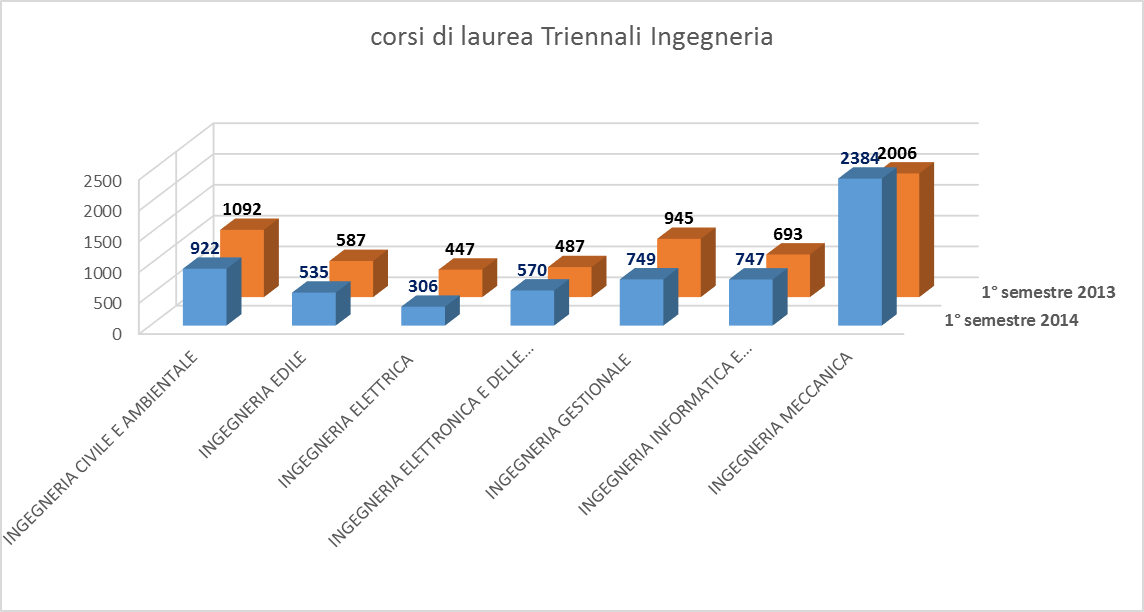 corsi di laurea Triennali Ingegneria
2500
2000
1500
1000
500
0
1092
922
587
535
447
306
487
570
945
749
693
747
2384
2006
1° semestre 2013
1° semestre 2014
INGEGNERIA CIVILE E AMBIENTALE
INGEGNERIA EDILE
INGEGNERIA ELETTRICA
INGEGNERIA ELETTRONICA E DELLE...
INGEGNERIA GESTIONALE
INGEGNERIA INFORMATICA E...
INGEGNERIA MECCANICA